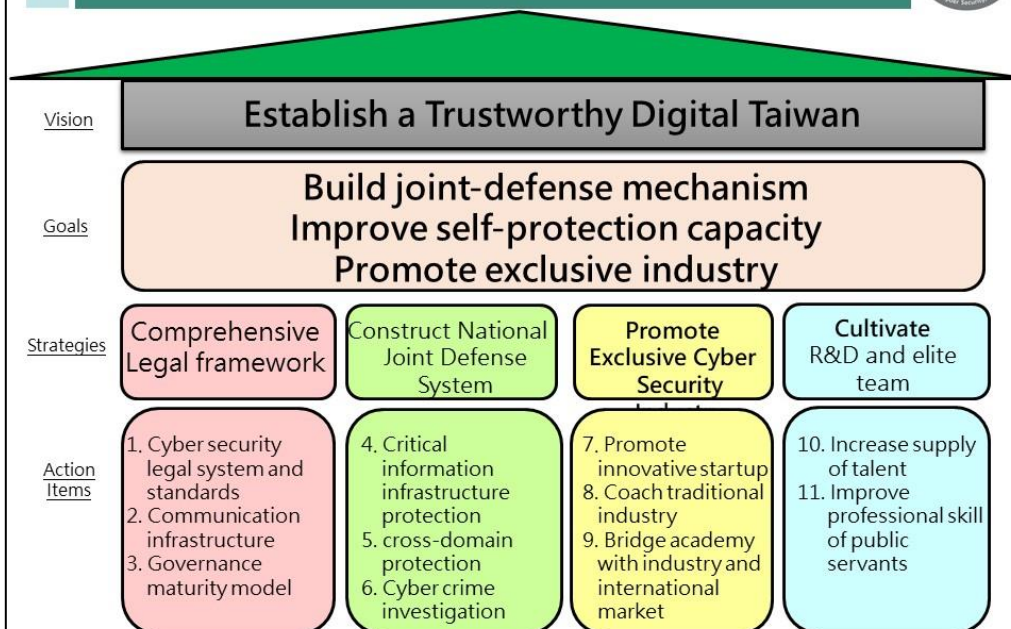 Vision
Establish a Trustworthy Digital Taiwan
Goals
Build joint-defense mechanism
Improve self-protection capacity
Promote exclusive industry
Strategies
Comprehensive
Legal framework
Construct National
Joint Defense
System
Promote
Exclusive Cyber
Security
Cultivate
R&D and elite
team
Action
Items
1. Cyber security
legal system and
standards
2. Communication
infrastructure
3. Governance
maturity model
4. Critical
information
infrastructure
protection
5. cross-domain
protection
6. Cyber crime
investigation
7. Promote
innovative startup
8. Coach traditional
industry
9. Bridge academy
with industry and
international
market
10. Increase supply
of talent
11. Improve
professional skill
of public
servants